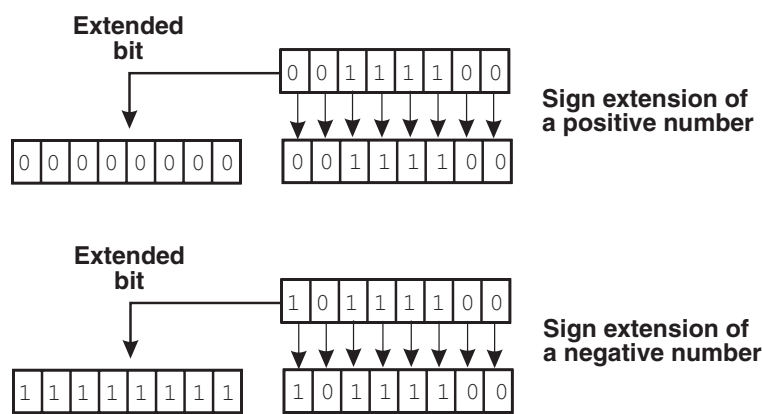 Extended
bit
0 0 1 1 1 1 0 0
Sign extension of
a positive number
0 0 0 0 0 0 0 0
0 0 1 1 1 1 0 0
Extended
bit
1 0 1 1 1 1 0 0
Sign extension of
a negative number
1 1 1 1 1 1 1 1
1 0 1 1 1 1 0 0